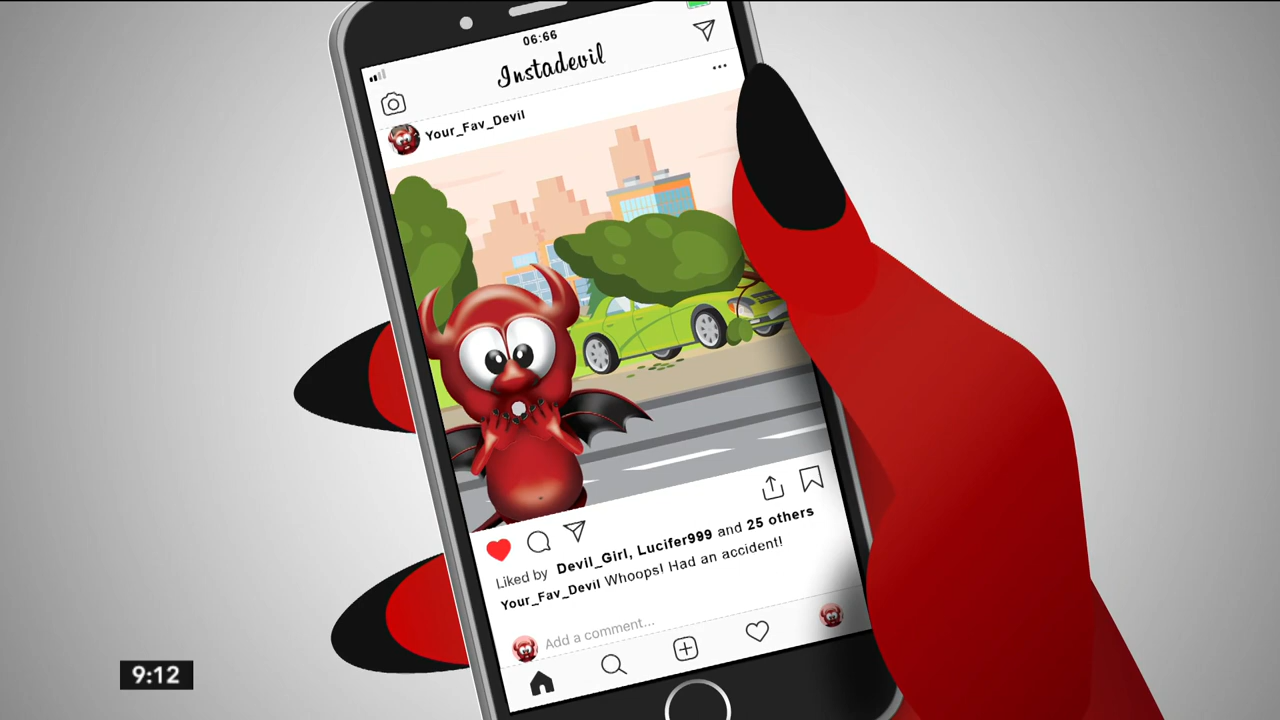 06:66
Instadevil
Your_Fav_Devil
Liked by Devil_Girl, Lucifer999 and 25 others
Your_Fav_Devil Whoops! Had an accident!
Add a comment...
9:12